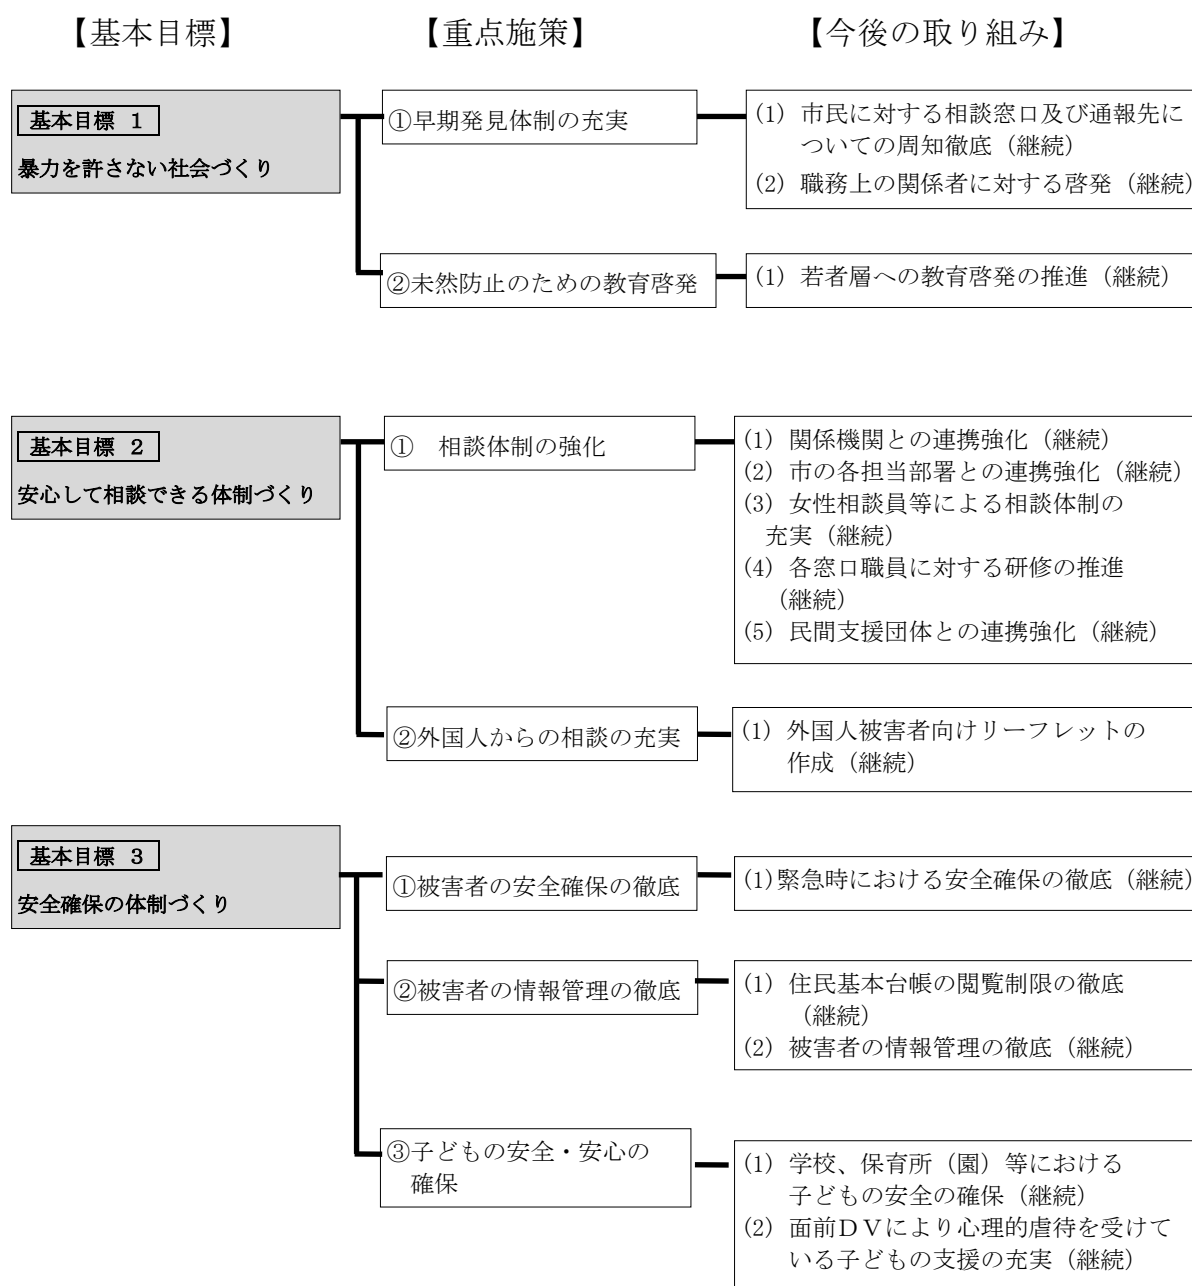 【基本目標】 【重点施策】 【今後の取り組み】
基本目標 1
暴力を許さない社会づくり
①早期発見体制の充実
(1) 市民に対する相談窓口及び通報先に
ついての周知徹底（継続）
(2) 職務上の関係者に対する啓発（継続）
②未然防止のための教育啓発
(1) 若者層への教育啓発の推進（継続）
基本目標 2
安心して相談できる体制づくり
①　相談体制の強化
(1) 関係機関との連携強化（継続）
(2) 市の各担当部署との連携強化（継続）
(3) 女性相談員等による相談体制の
充実（継続）
(4) 各窓口職員に対する研修の推進
（継続）
(5) 民間支援団体との連携強化（継続）
②外国人からの相談の充実
(1) 外国人被害者向けリーフレットの
作成（継続）
基本目標 3
安全確保の体制づくり
①被害者の安全確保の徹底
(1)緊急時における安全確保の徹底（継続）
②被害者の情報管理の徹底
(1) 住民基本台帳の閲覧制限の徹底
（継続）
(2) 被害者の情報管理の徹底（継続）
③子どもの安全・安心の
確保
(1) 学校、保育所（園）等における
子どもの安全の確保（継続）
(2) 面前ＤＶにより心理的虐待を受けて
いる子どもの支援の充実（継続）